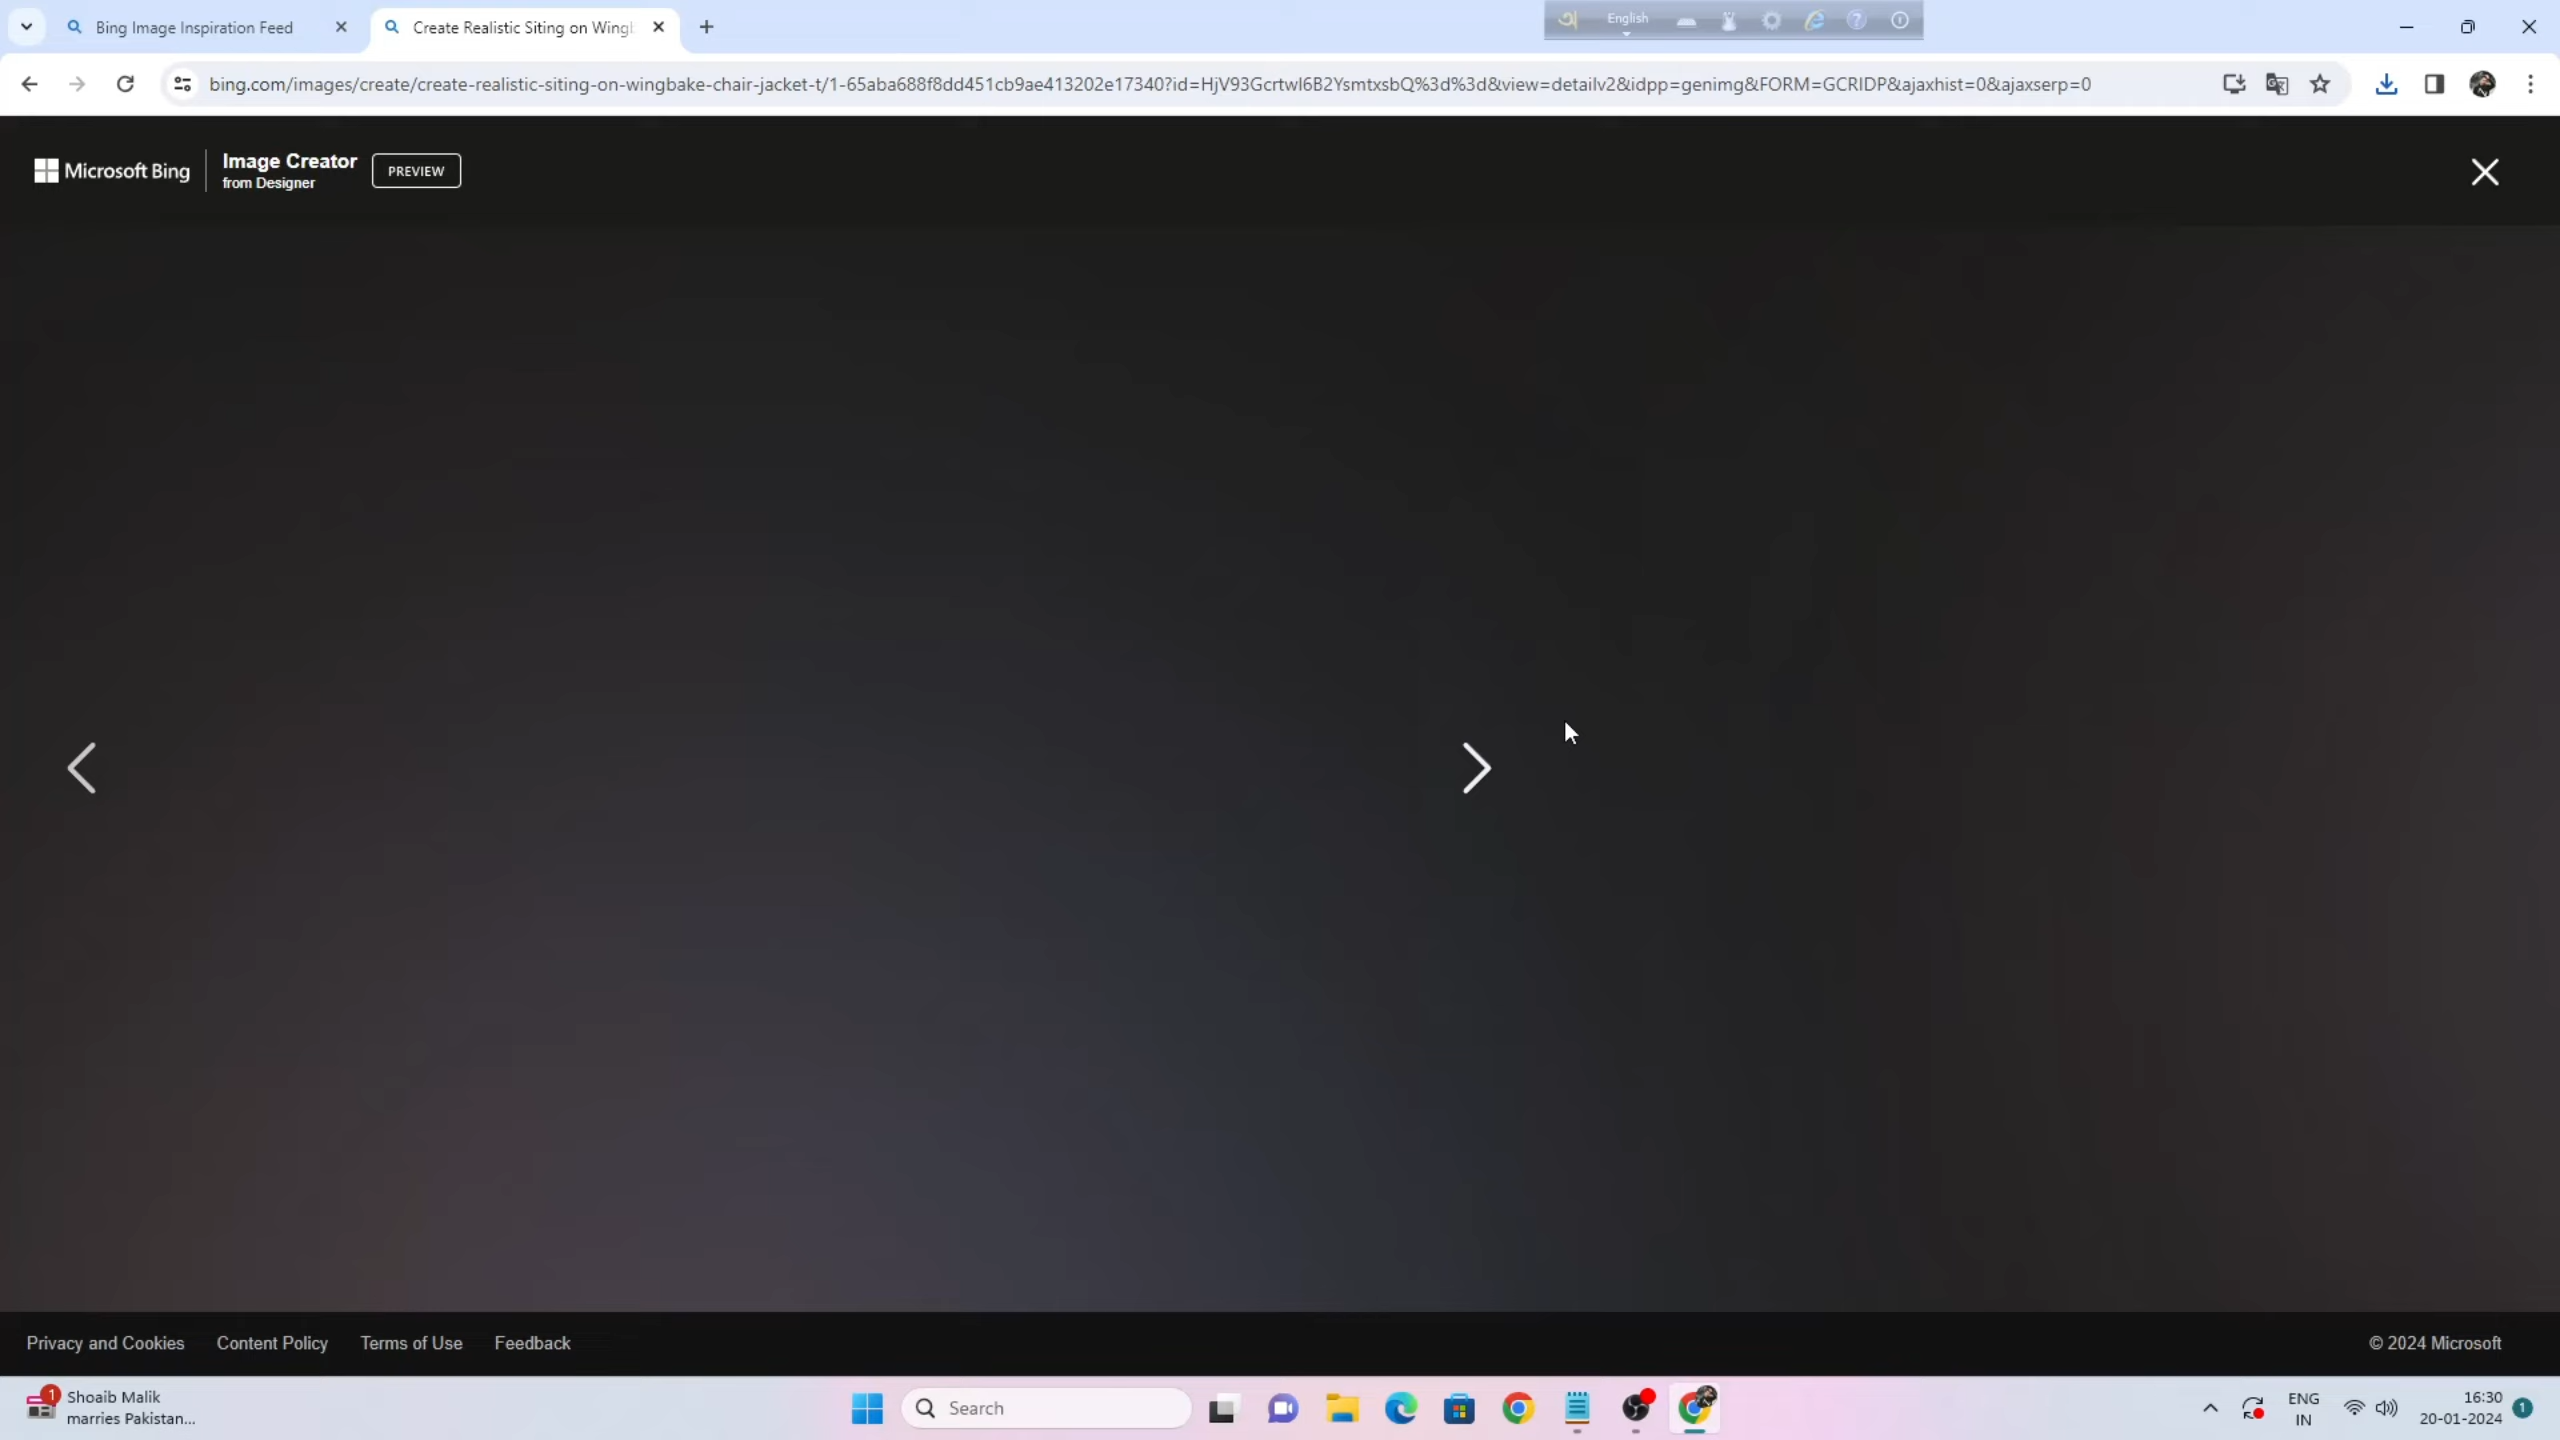 Bing Image Inspiration Feed
Create Realistic Siting on Wingb
অ
English
bing.com/images/create/create-realistic-siting-on-wingbake-chair-jacket-t/1-65aba688f8dd451cb9ae413202e17340?id=HjV93Gcrtwl6B2YsmtxsbQ%3d%3d&view=detailv2&idpp=genimg&FORM=GCRIDP&ajaxhist=0&ajaxserp=0
Microsoft Bing
Image Creator
from Designer
PREVIEW
Privacy and Cookies
Content Policy
Terms of Use
Feedback
© 2024 Microsoft
1
Shoaib Malik
marries Pakistan...
Search
ENG
IN
16:30
20-01-2024
1